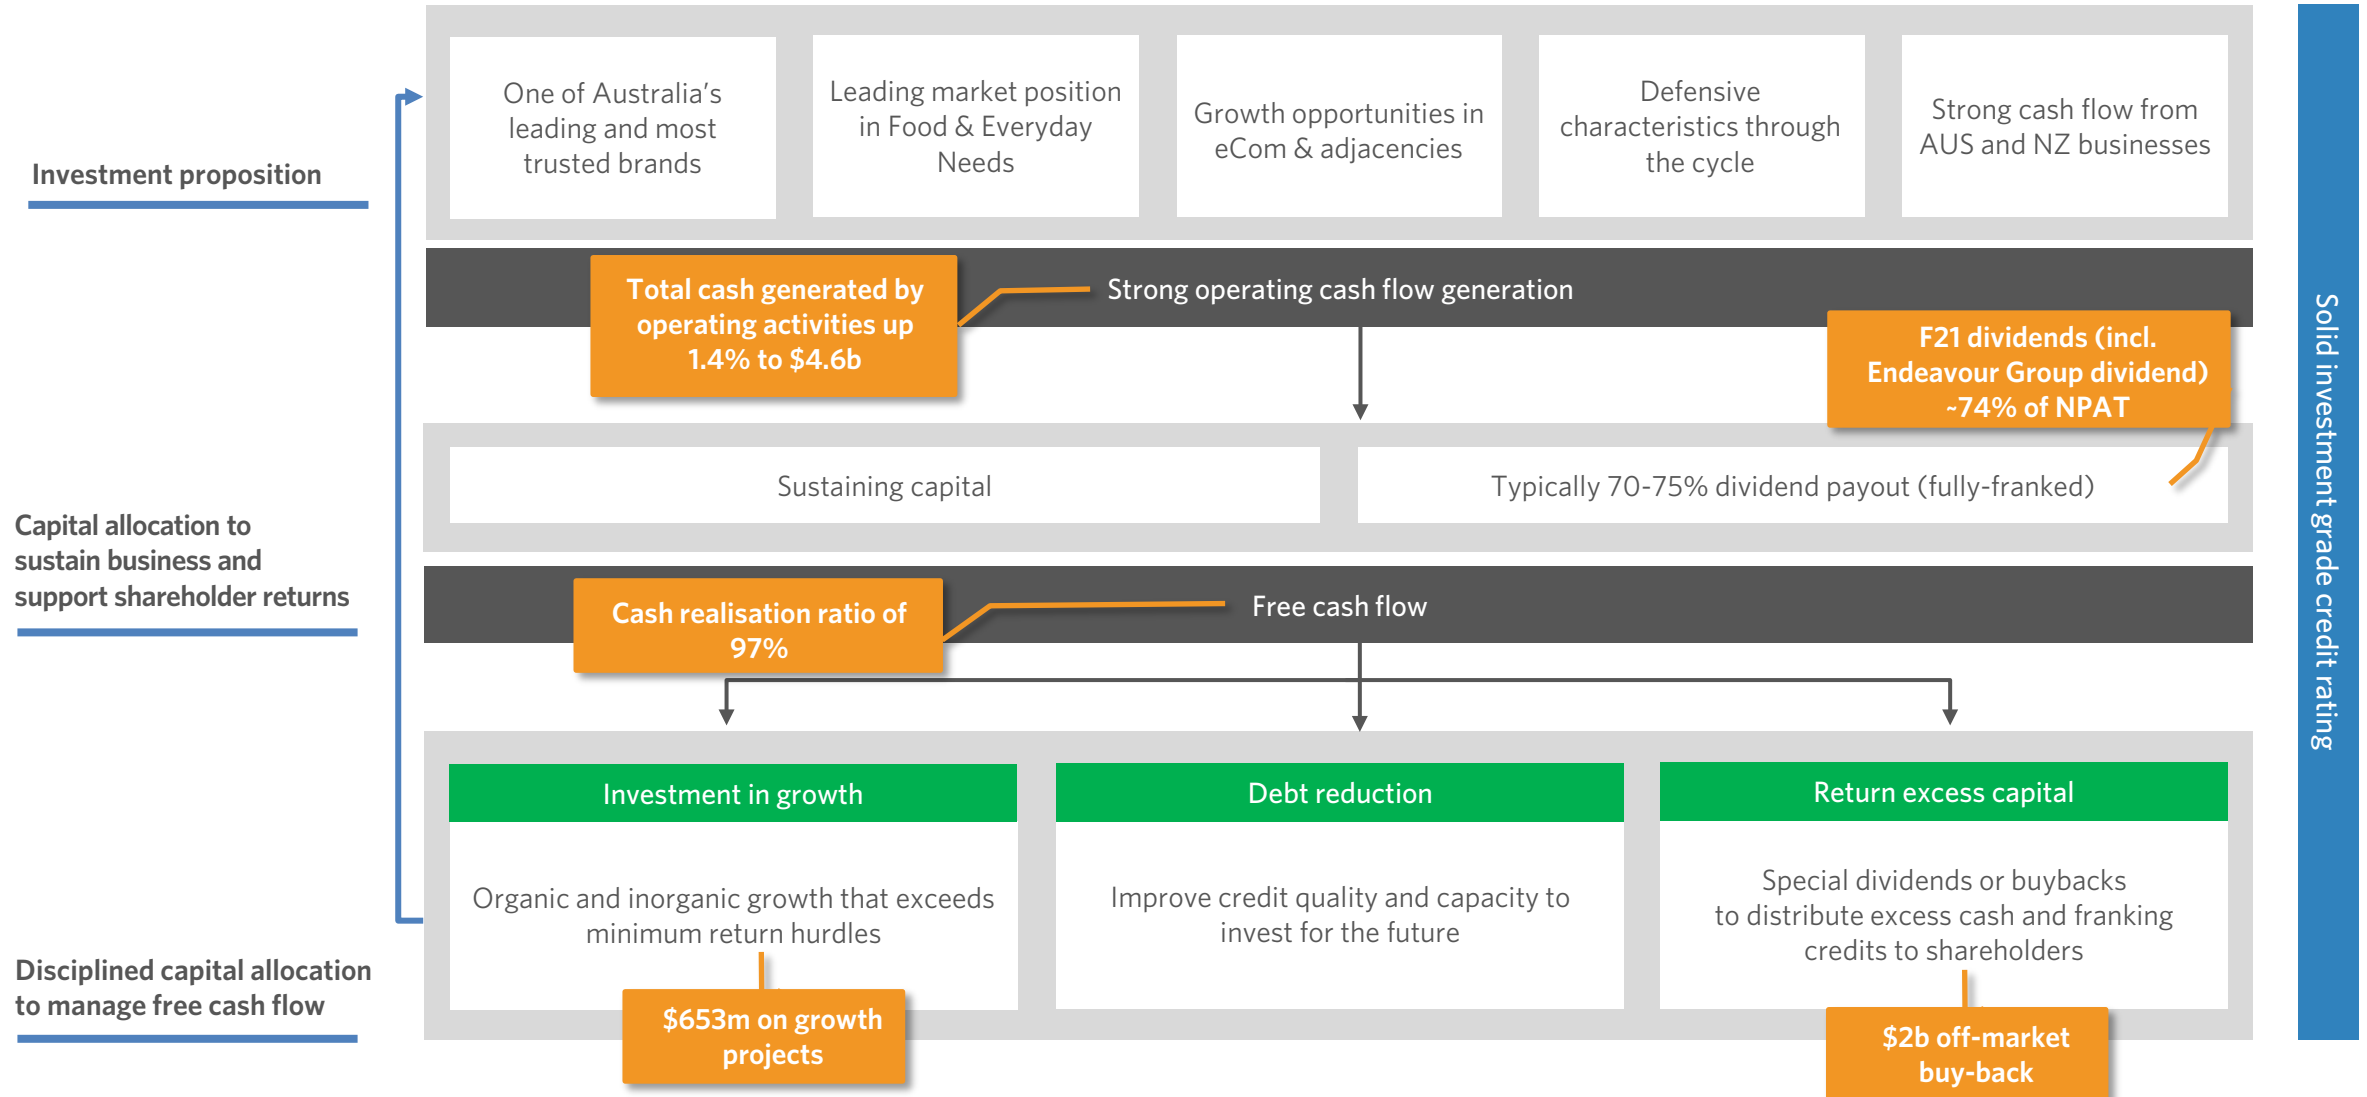 Investment proposition
One of Australia's
leading and most
trusted brands
Leading market position
in Food & Everyday
Needs
Growth opportunities in
eCom & adjacencies
Defensive
characteristics through
the cycle
Strong cash flow from
AUS and NZ businesses
Total cash generated by
operating activities up
1.4% to $4.6b
Strong operating cash flow generation
F21 dividends (incl.
Endeavour Group dividend)
~74% of NPAT
Capital allocation to
sustain business and
support shareholder returns
Sustaining capital
Typically 70-75% dividend payout (fully-franked)
Cash realisation ratio of
97%
Free cash flow
Disciplined capital allocation
to manage free cash flow
Investment in growth
Organic and inorganic growth that exceeds
minimum return hurdles
$653m on growth
projects
Debt reduction
Improve credit quality and capacity to
invest for the future
Return excess capital
Special dividends or buybacks
to distribute excess cash and franking
credits to shareholders
$2b off-market
buy-back
Solid investment grade credit rating